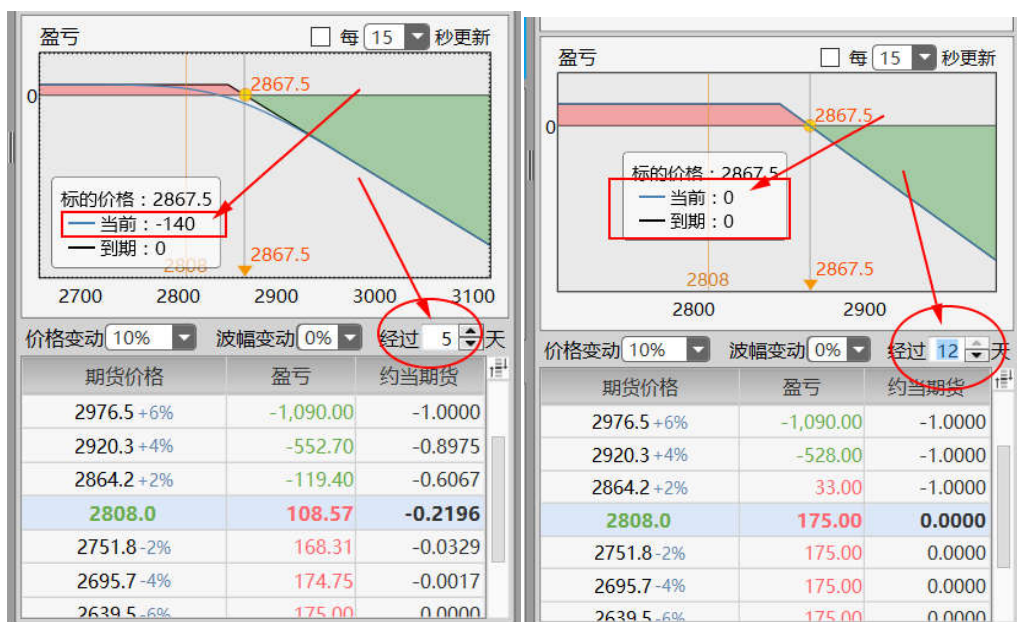 盈亏 每 15 秒更新
0
2867.5
标的价格：2867.5
当前：-140
到期：0
2808
2867.5
2700 2800 2900 3000 3100
价格变动 10% 波幅变动 0% 经过 5 天
期货价格 盈亏 约当期货
2976.5 +6% -1,090.00 -1.0000
2920.3 +4% -552.70 -0.8975
2864.2 +2% -119.40 -0.6067
2808.0 108.57 -0.2196
2751.8 -2% 168.31 -0.0329
2695.7 -4% 174.75 -0.0017
2639.5 -6% 175.00 0.0000
盈亏 每 15 秒更新
0
2867.5
标的价格：2867.5
当前：0
到期：0
2808
2867.5
2800 2900
价格变动 10% 波幅变动 0% 经过 12 天
期货价格 盈亏 约当期货
2976.5 +6% -1,090.00 -1.0000
2920.3 +4% -528.00 -1.0000
2864.2 +2% 33.00 -1.0000
2808.0 175.00 0.0000
2751.8 -2% 175.00 0.0000
2695.7 -4% 175.00 0.0000
2639.5 -6% 175.00 0.0000